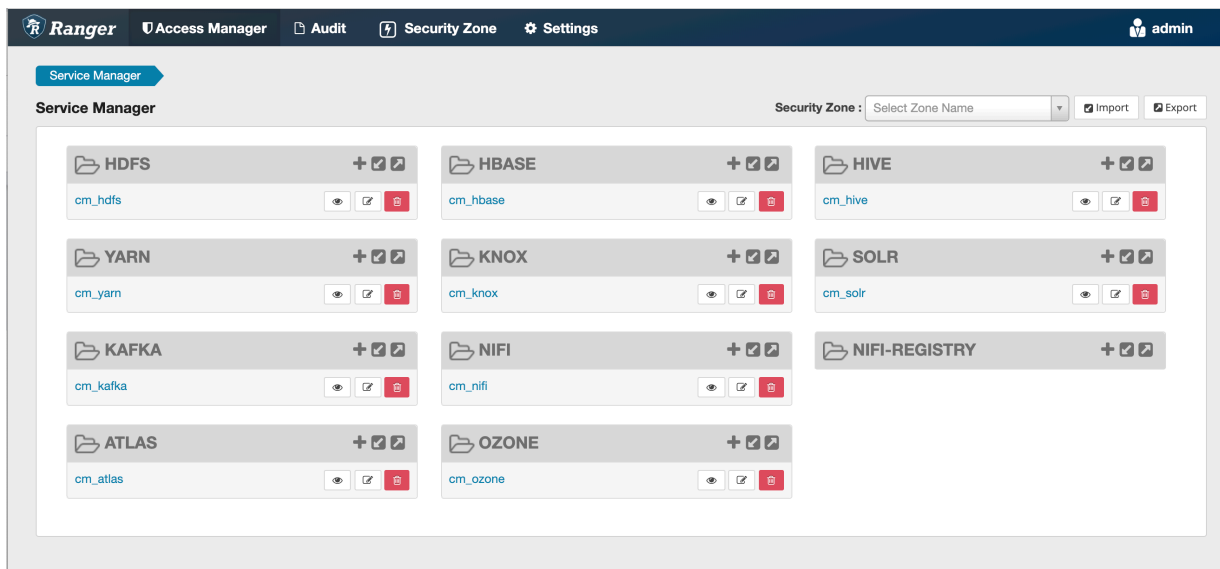 Ranger Access Manager Audit Security Zone Settings admin
Service Manager
Service Manager Security Zone : Select Zone Name Import Export
HDFS HBASE HIVE
cm_hdfs cm_hbase cm_hive
YARN KNOX SOLR
cm_yarn cm_knox cm_solr
KAFKA NIFI NIFI-REGISTRY
cm_kafka cm_nifi
ATLAS OZONE
cm_atlas cm_ozone